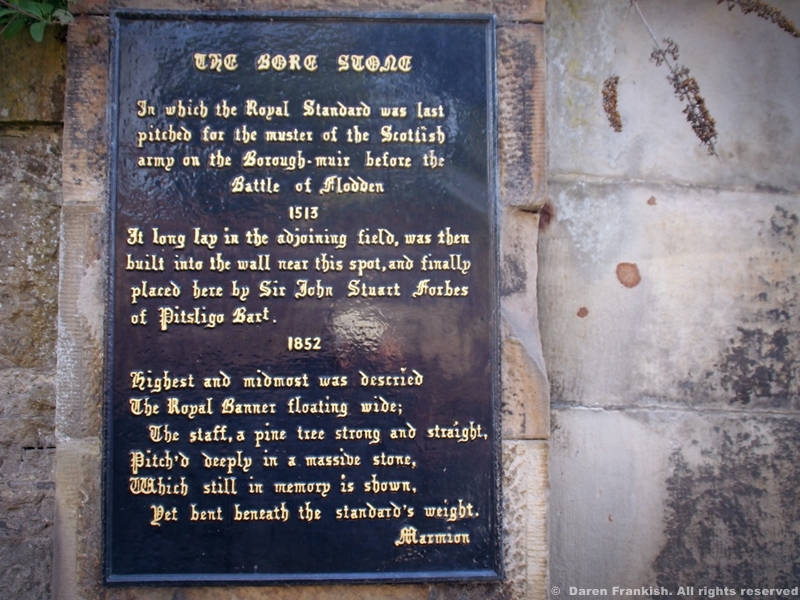 THE BORE STONE
In which the Royal Standard was last
pitched for the muster of the Scottish
army on the Borough-muir before the
Battle of Flodden
1513
It long lay in the adjoining field, was then
built into the wall near this spot, and finally
placed here by Sir John Stuart Forbes
of Pitsligo Bart.
1852
Highest and midmost was descried
The Royal Banner floating wide;
The staff, a pine tree strong and straight,
Pitch'd deeply in a massive stone,
Which still in memory is shown,
Yet bent beneath the standard's weight.
Marmion
© Daren Frankish. All rights reserved